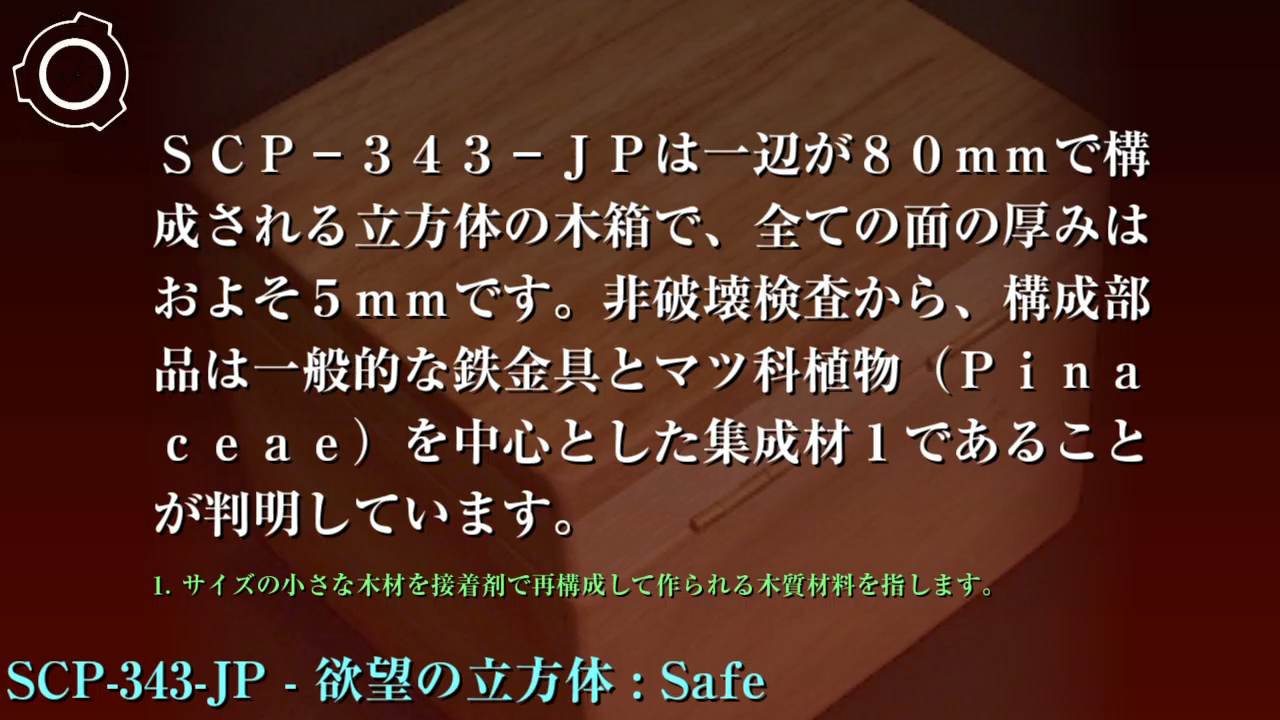 ＳＣＰ－３４３－ＪＰは一辺が８０ｍｍで構
成される立方体の木箱で、全ての面の厚みは
およそ５ｍｍです。非破壊検査から、構成部
品は一般的な鉄金具とマツ科植物（Ｐｉｎａ
ｃｅａｅ）を中心とした集成材１であること
が判明しています。
1. サイズの小さな木材を接着剤で再構成して作られる木質材料を指します。
SCP-343-JP - 欲望の立方体 : Safe